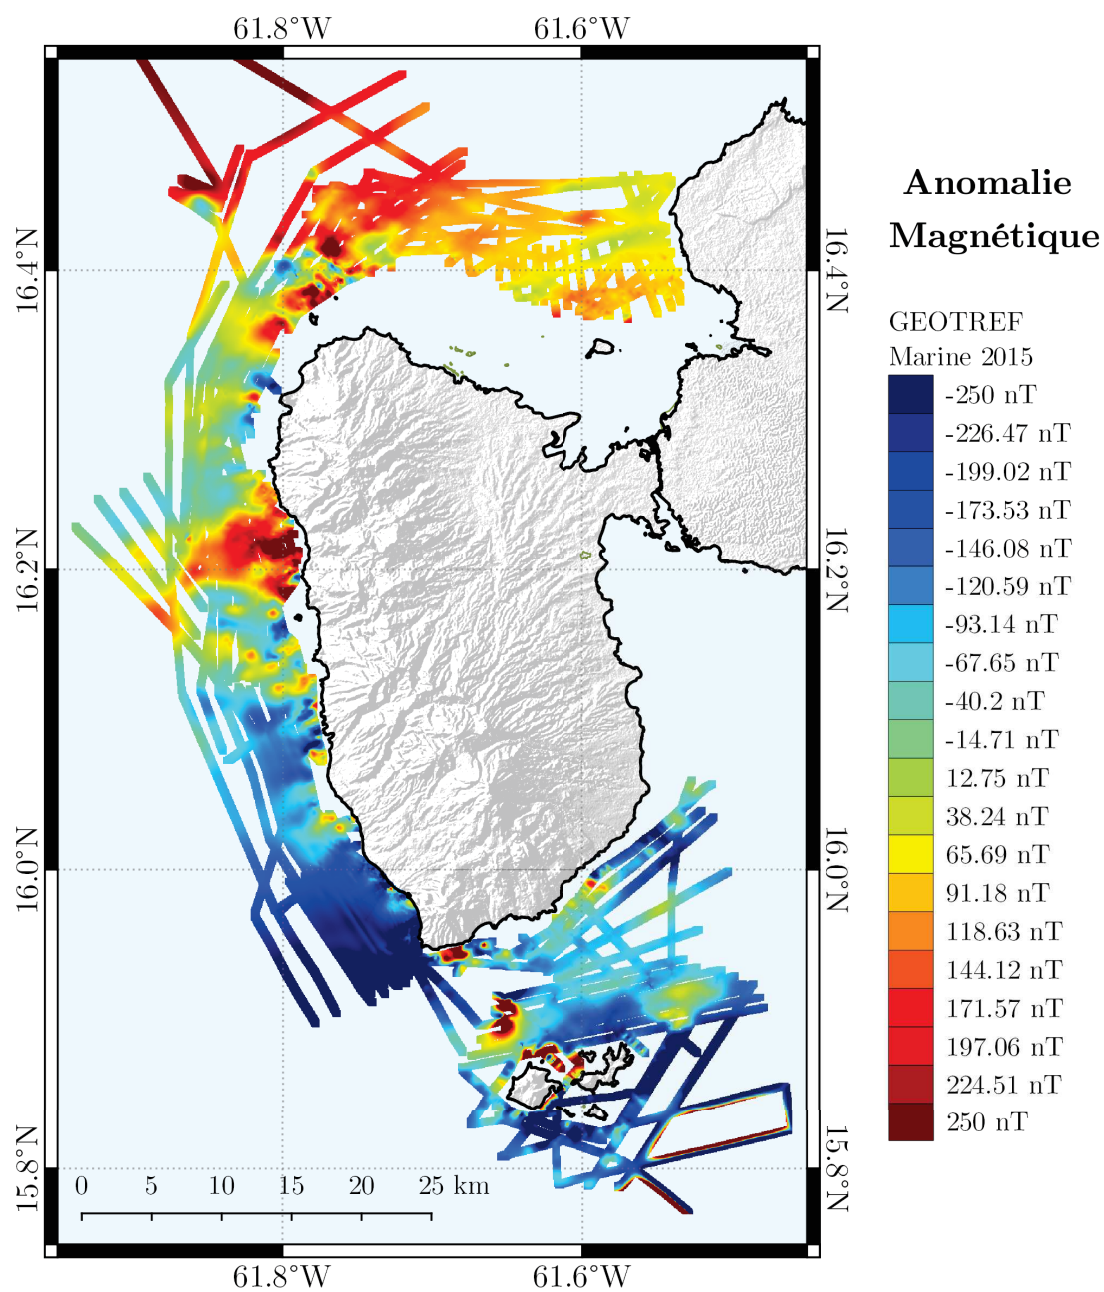 61.8°W 61.6°W
16.4°N 16.4°N
16.2°N 16.2°N
16.0°N 16.0°N
15.8°N 15.8°N
0 5 10 15 20 25 km
61.8°W 61.6°W
Anomalie
Magnétique
GEOTREF
Marine 2015
-250 nT
-226.47 nT
-199.02 nT
-173.53 nT
-146.08 nT
-120.59 nT
-93.14 nT
-67.65 nT
-40.2 nT
-14.71 nT
12.75 nT
38.24 nT
65.69 nT
91.18 nT
118.63 nT
144.12 nT
171.57 nT
197.06 nT
224.51 nT
250 nT